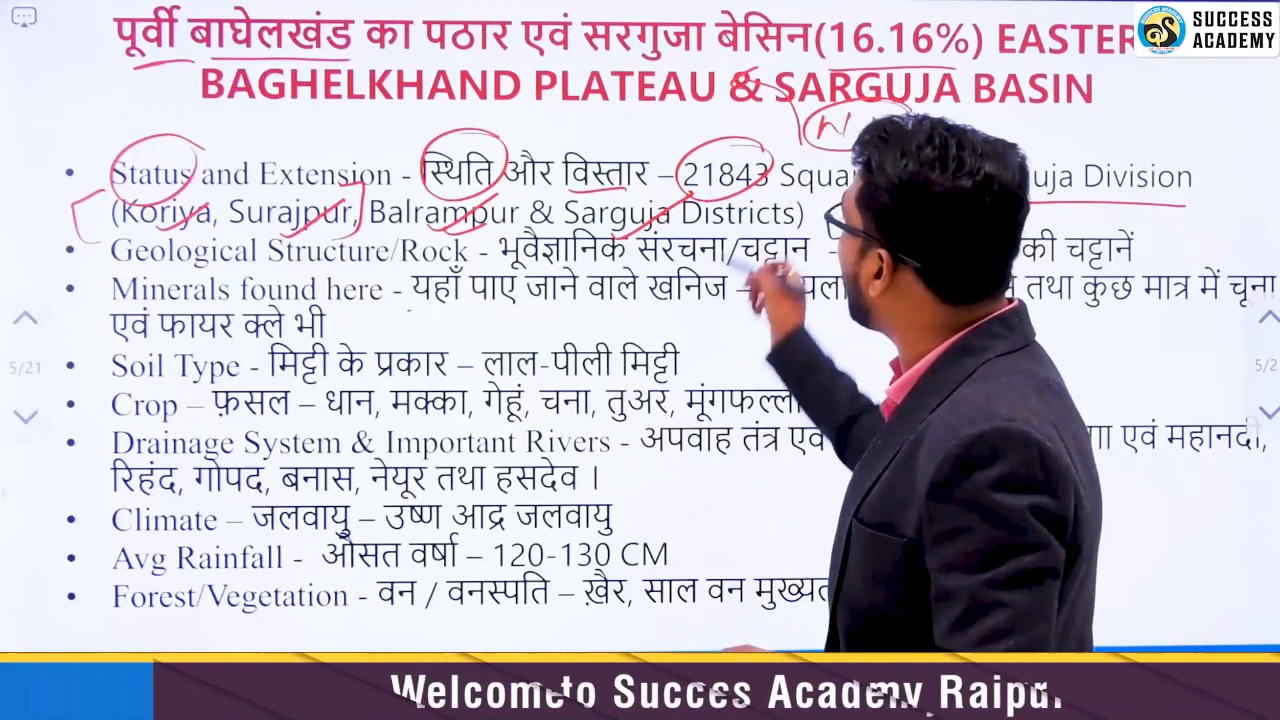 पूर्वी बाघेलखंड का पठार एवं सरगुजा बेसिन(16.16%) EASTER
SUCCESS ACADEMY
BAGHELKHAND PLATEAU & SARGUJA BASIN
N
• Status and Extension - स्थिति और विस्तार – 21843 Squa uja Division
(Koriya, Surajpur, Balrampur & Sarguja Districts)
• Geological Structure/Rock - भूवैज्ञानिक संरचना/चट्टान - की चट्टानें
• Minerals found here - यहाँ पाए जाने वाले खनिज – यला तथा कुछ मात्र में चूना
एवं फायर क्ले भी
5/21
5/2
• Soil Type - मिट्टी के प्रकार – लाल-पीली मिट्टी
• Crop – फ़सल – धान, मक्का, गेहूं, चना, तुअर, मूंगफल्ला
• Drainage System & Important Rivers - अपवाह तंत्र एव गा एवं महानदी,
रिहंद, गोपद, बनास, नेयूर तथा हसदेव ।
• Climate – जलवायु – उष्ण आद्र जलवायु
• Avg Rainfall - औसत वर्षा – 120-130 CM
• Forest/Vegetation - वन / वनस्पति – ख़ैर, साल वन मुख्यत
Welcome to Succes Academy Raipur